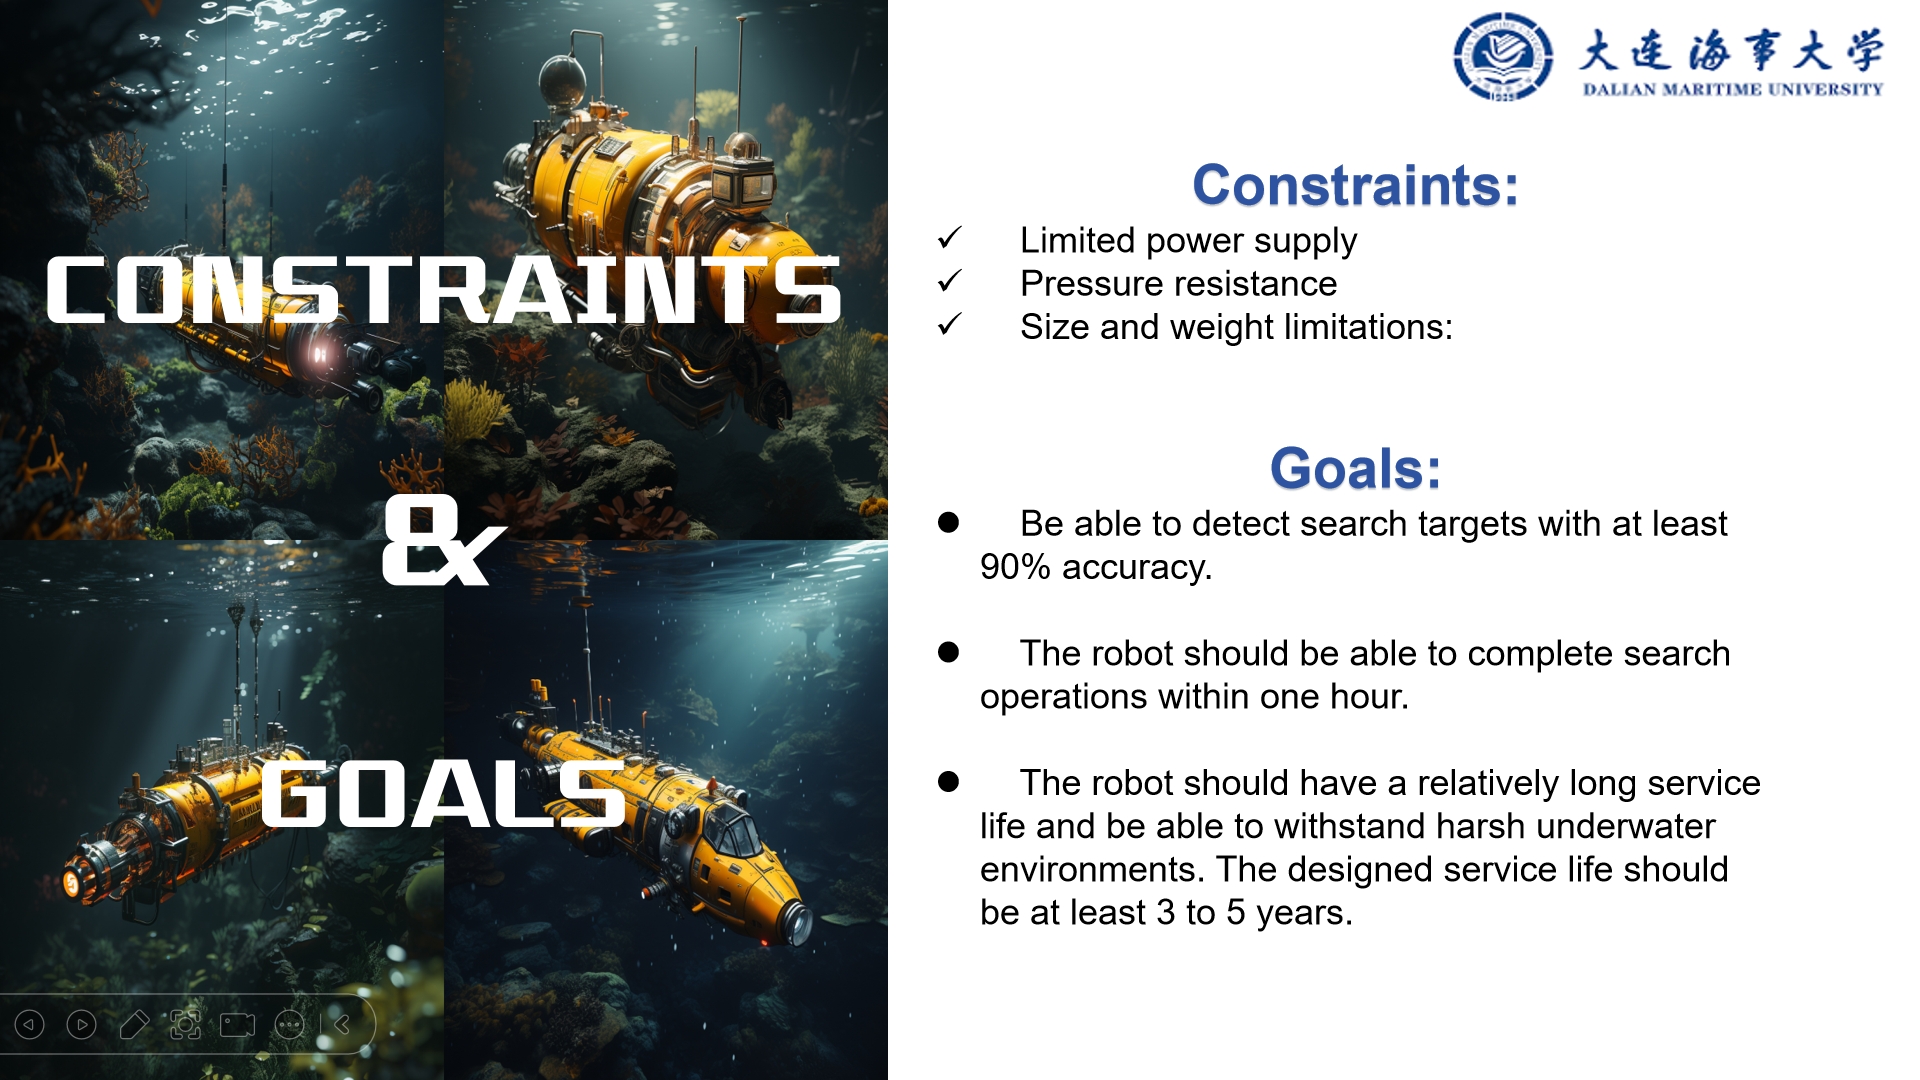 CONSTRAINTS
&
GOALS
大连海事大学
DALIAN MARITIME UNIVERSITY
Constraints:
✓ Limited power supply
✓ Pressure resistance
✓ Size and weight limitations:
Goals:
● Be able to detect search targets with at least
90% accuracy.
● The robot should be able to complete search
operations within one hour.
● The robot should have a relatively long service
life and be able to withstand harsh underwater
environments. The designed service life should
be at least 3 to 5 years.